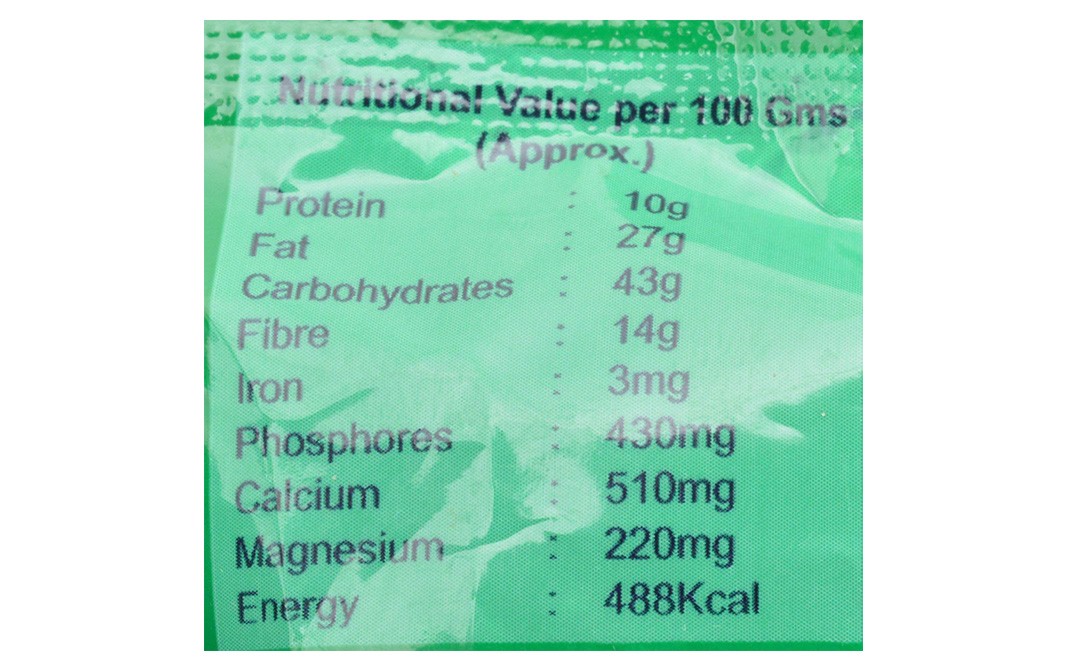 Nutritional Value per 100 Gms
(Approx.)
Protein : 10g
Fat : 27g
Carbohydrates : 43g
Fibre : 14g
Iron : 3mg
Phosphores : 430mg
Calcium : 510mg
Magnesium : 220mg
Energy : 488Kcal